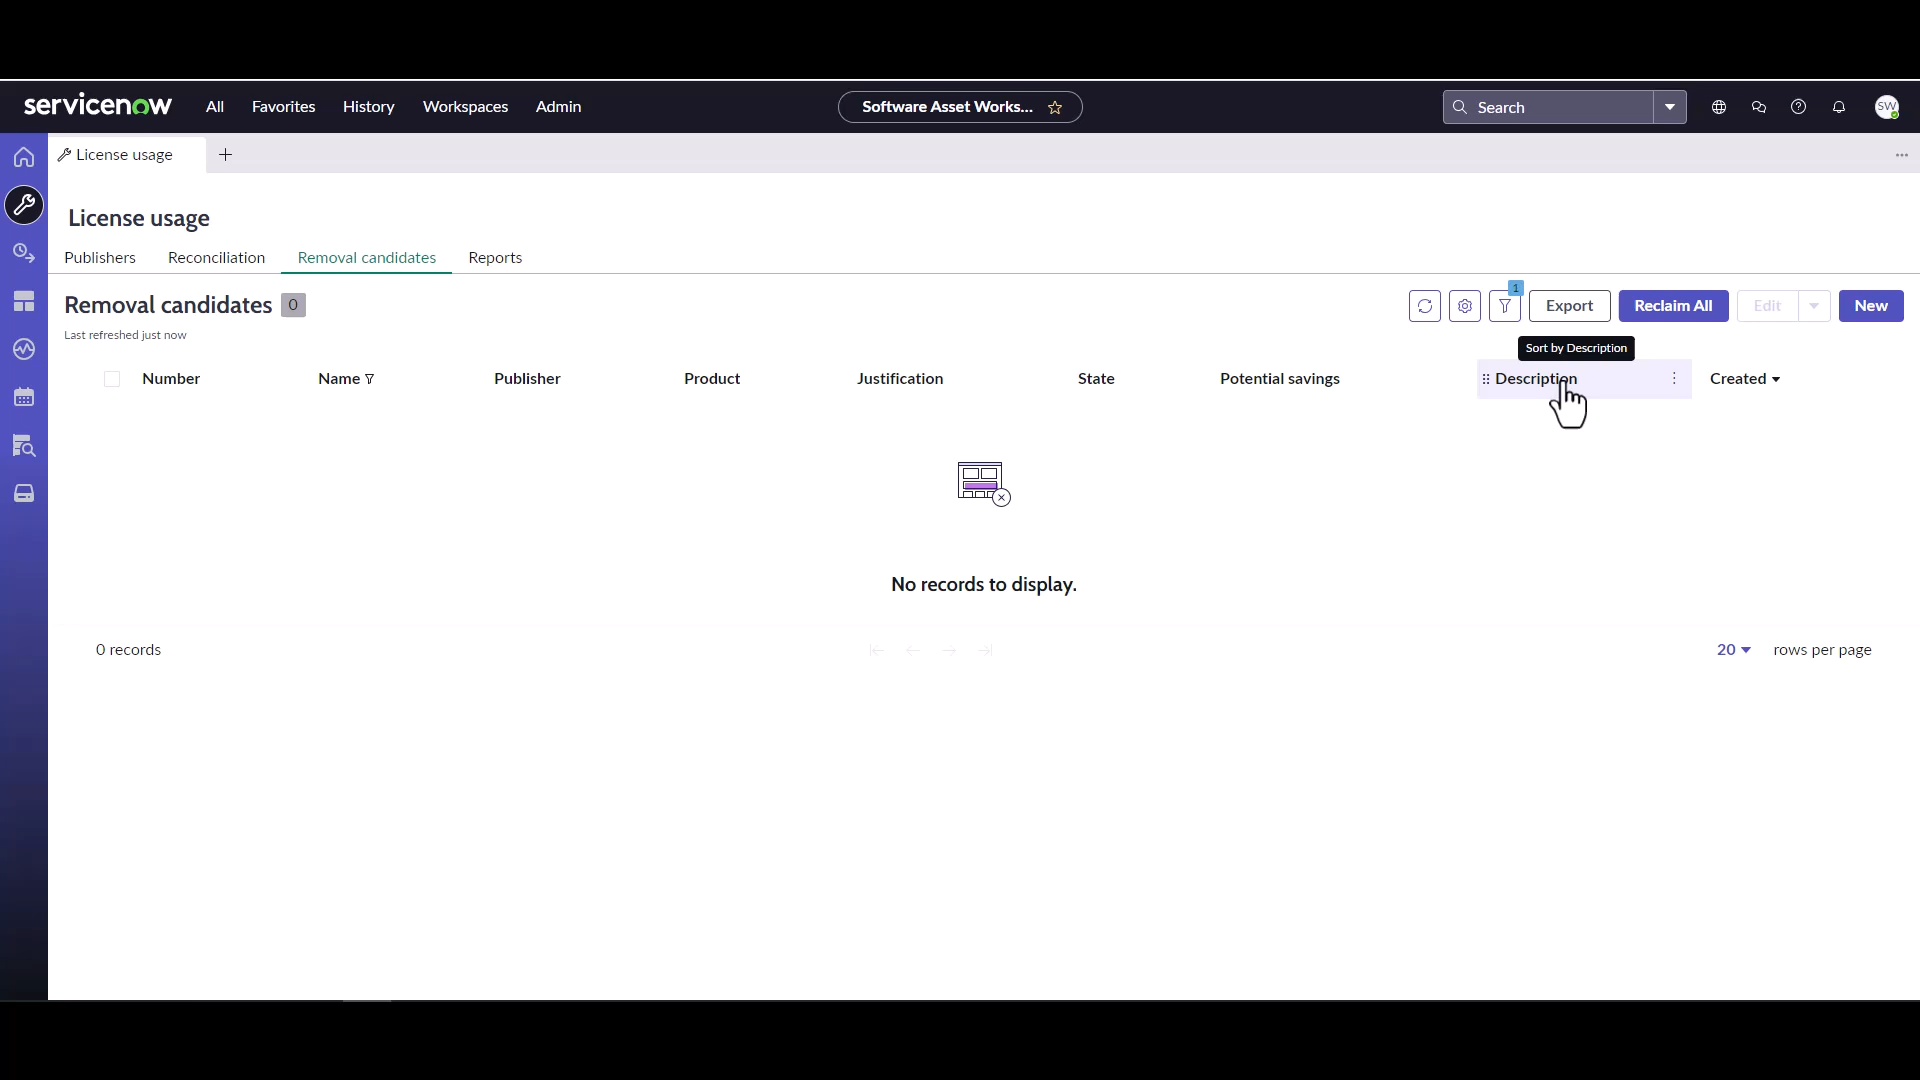 servicenow All Favorites History Workspaces Admin Software Asset Works... Search SW
License usage
License usage
Publishers Reconciliation Removal candidates Reports
Removal candidates 0 1 Export Reclaim All Edit New
Last refreshed just now
Sort by Description
Number Name Publisher Product Justification State Potential savings Description Created
No records to display.
0 records 20 rows per page